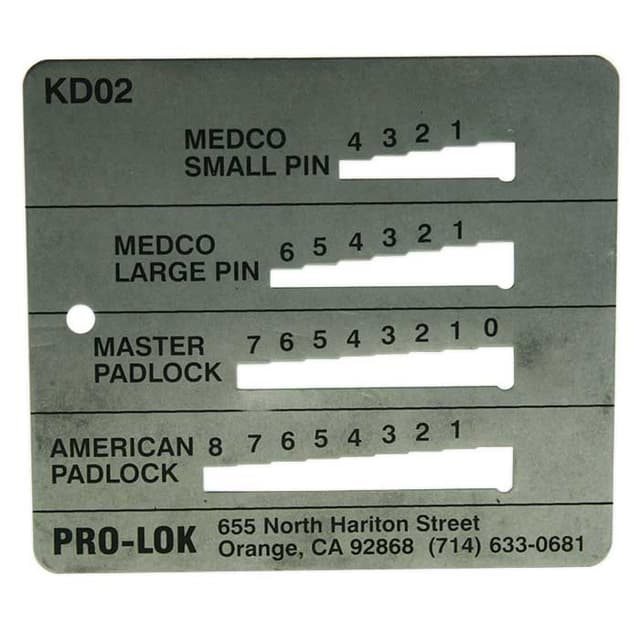 KD02
MEDCO 4 3 2 1
SMALL PIN
MEDCO 6 5 4 3 2 1
LARGE PIN
MASTER 7 6 5 4 3 2 1 0
PADLOCK
AMERICAN 8 7 6 5 4 3 2 1
PADLOCK
PRO-LOK 655 North Hariton Street
Orange, CA 92868 (714) 633-0681